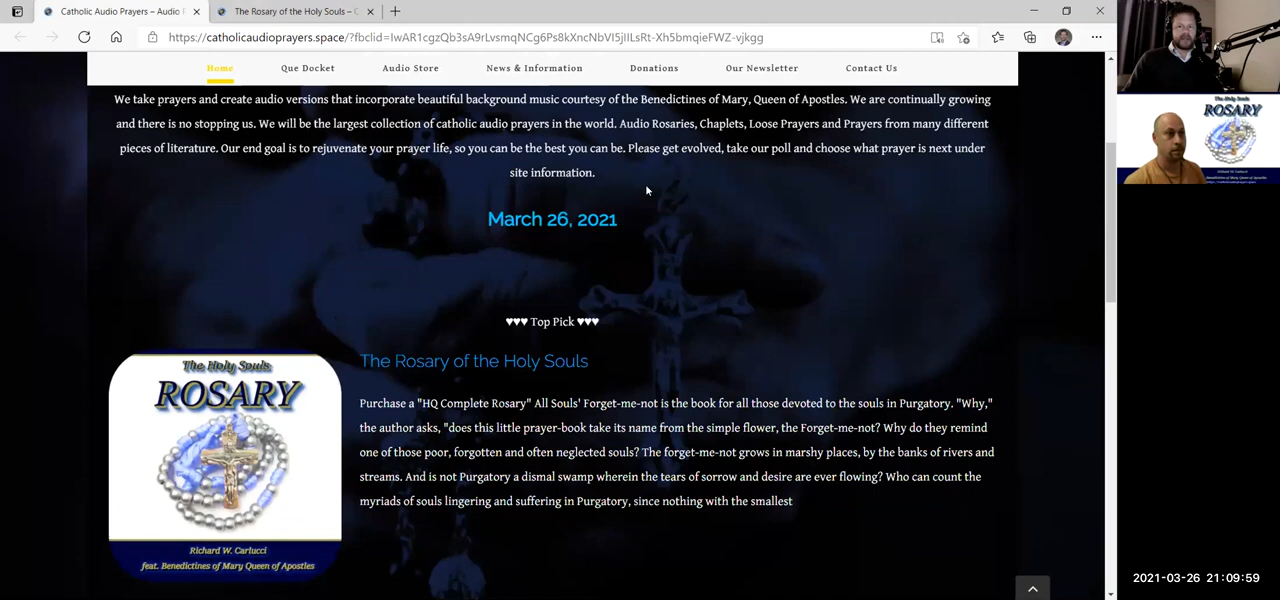 Catholic Audio Prayers – Audio
The Rosary of the Holy Souls – C
https://catholicaudioprayers.space/?fbclid=IwAR1cgzQb3sA9rLvsmqNCg6Ps8kXncNbVI5jIlLsRt-Xh5bmqieFWZ-vjkgg
Home Que Docket Audio Store News & Information Donations Our Newsletter Contact Us
We take prayers and create audio versions that incorporate beautiful background music courtesy of the Benedictines of Mary, Queen of Apostles. We are continually growing
and there is no stopping us. We will be the largest collection of catholic audio prayers in the world. Audio Rosaries, Chaplets, Loose Prayers and Prayers from many different
pieces of literature. Our end goal is to rejuvenate your prayer life, so you can be the best you can be. Please get evolved, take our poll and choose what prayer is next under
site information.
March 26, 2021
♥♥♥ Top Pick ♥♥♥
The Holy Souls
ROSARY
Richard W. Carlucci
feat. Benedictines of Mary Queen of Apostles
The Rosary of the Holy Souls
Purchase a "HQ Complete Rosary" All Souls' Forget-me-not is the book for all those devoted to the souls in Purgatory. "Why,"
the author asks, "does this little prayer-book take its name from the simple flower, the Forget-me-not? Why do they remind
one of those poor, forgotten and often neglected souls? The forget-me-not grows in marshy places, by the banks of rivers and
streams. And is not Purgatory a dismal swamp wherein the tears of sorrow and desire are ever flowing? Who can count the
myriads of souls lingering and suffering in Purgatory, since nothing with the smallest
The Holy Souls
ROSARY
2021-03-26 21:09:59